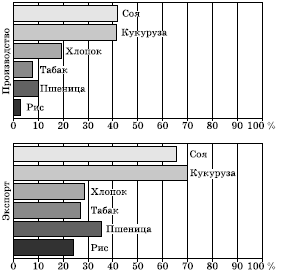 Производство
Соя
Кукуруза
Хлопок
Табак
Пшеница
Рис
0 10 20 30 40 50 60 70 80 90 100 %
Экспорт
Соя
Кукуруза
Хлопок
Табак
Пшеница
Рис
0 10 20 30 40 50 60 70 80 90 100 %